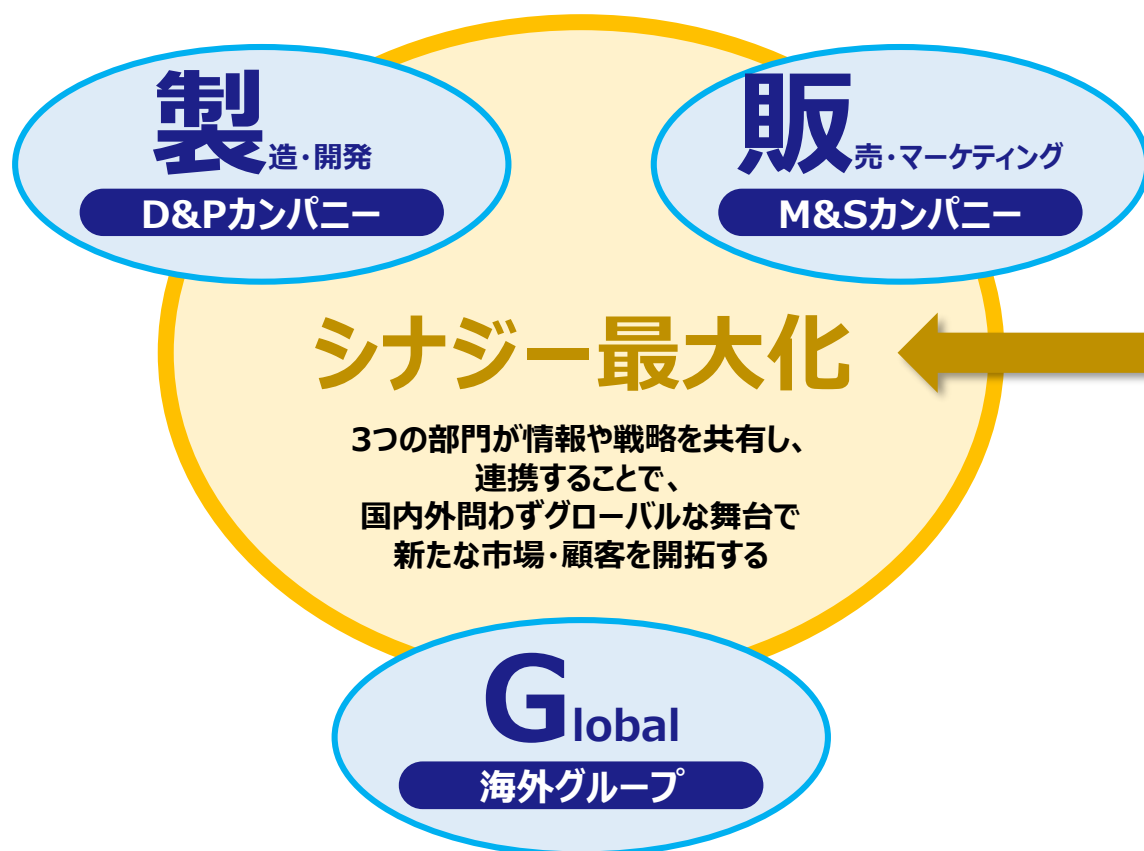 製造・開発
D&Pカンパニー
販売・マーケティング
M&Sカンパニー
シナジー最大化
3つの部門が情報や戦略を共有し、
連携することで、
国内外問わずグローバルな舞台で
新たな市場・顧客を開拓する
Global
海外グループ